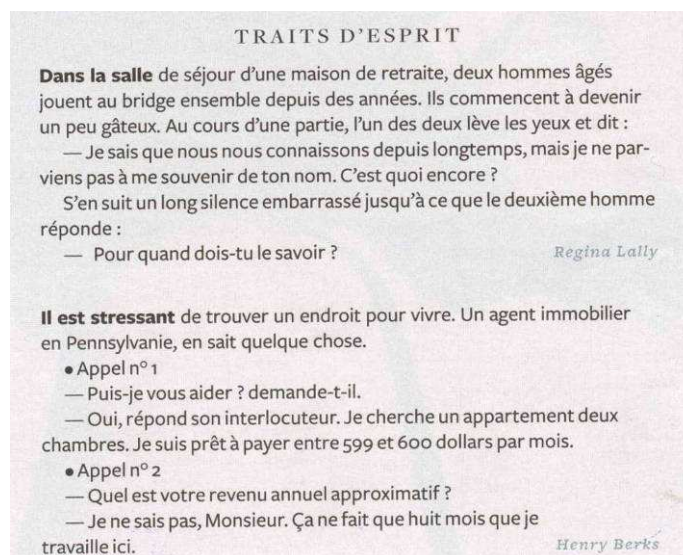 TRAITS D'ESPRIT
Dans la salle de séjour d'une maison de retraite, deux hommes âgés
jouent au bridge ensemble depuis des années. Ils commencent à devenir
un peu gâteux. Au cours d'une partie, l'un des deux lève les yeux et dit :
— Je sais que nous nous connaissons depuis longtemps, mais je ne par-
viens pas à me souvenir de ton nom. C'est quoi encore ?
S'en suit un long silence embarrassé jusqu'à ce que le deuxième homme
réponde :
— Pour quand dois-tu le savoir ? Regina Lally
Il est stressant de trouver un endroit pour vivre. Un agent immobilier
en Pennsylvanie, en sait quelque chose.
• Appel nº 1
— Puis-je vous aider ? demande-t-il.
— Oui, répond son interlocuteur. Je cherche un appartement deux
chambres. Je suis prêt à payer entre 599 et 600 dollars par mois.
• Appel nº 2
— Quel est votre revenu annuel approximatif ?
— Je ne sais pas, Monsieur. Ça ne fait que huit mois que je
travaille ici. Henry Berks